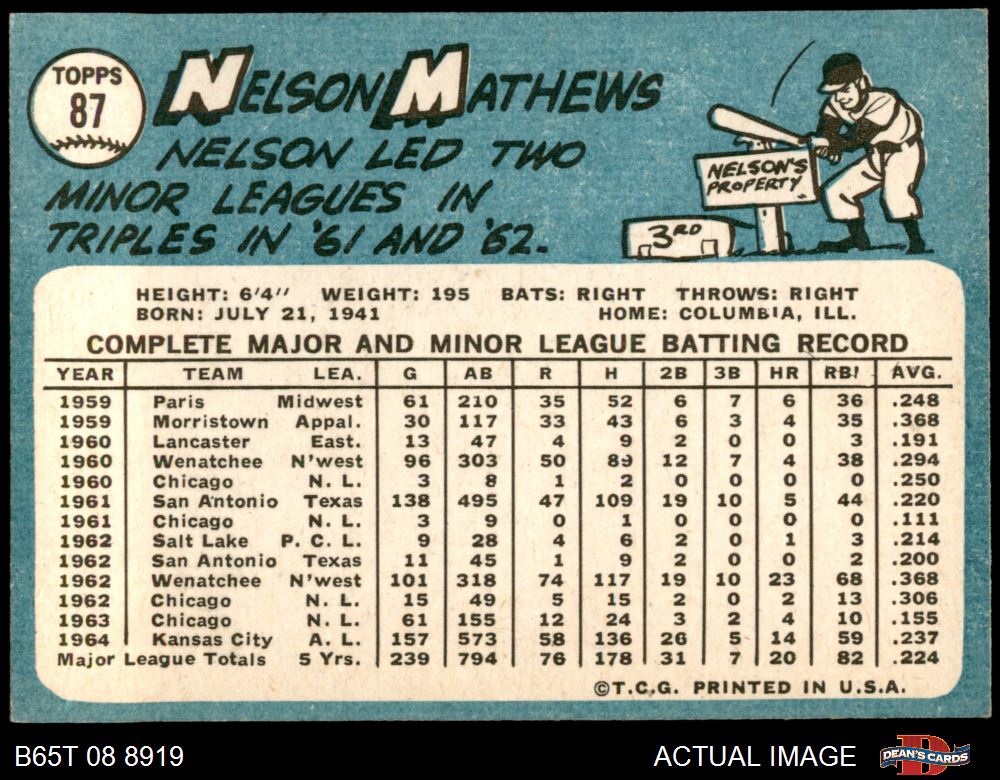 TOPPS
87
NELSON MATHEWS
NELSON LED TWO
MINOR LEAGUES IN
TRIPLES IN '61 AND '62.
NELSON'S
PROPERTY
3RD
HEIGHT: 6'4" WEIGHT: 195 BATS: RIGHT THROWS: RIGHT
BORN: JULY 21, 1941 HOME: COLUMBIA, ILL.
COMPLETE MAJOR AND MINOR LEAGUE BATTING RECORD
YEAR TEAM LEA. G AB R H 2B 3B HR RBI AVG.
1959 Paris Midwest 61 210 35 52 6 7 6 36 .248
1959 Morristown Appal. 30 117 33 43 6 3 4 35 .368
1960 Lancaster East. 13 47 4 9 2 0 0 3 .191
1960 Wenatchee N'west 96 303 50 89 12 7 4 38 .294
1960 Chicago N. L. 3 8 1 2 0 0 0 0 .250
1961 San Antonio Texas 138 495 47 109 19 10 5 44 .220
1961 Chicago N. L. 3 9 0 1 0 0 0 0 .111
1962 Salt Lake P. C. L. 9 28 4 6 2 0 1 3 .214
1962 San Antonio Texas 11 45 1 9 2 0 0 2 .200
1962 Wenatchee N'west 101 318 74 117 19 10 23 68 .368
1962 Chicago N. L. 15 49 5 15 2 0 2 13 .306
1963 Chicago N. L. 61 155 12 24 3 2 4 10 .155
1964 Kansas City A. L. 157 573 58 136 26 5 14 59 .237
Major League Totals 5 Yrs. 239 794 76 178 31 7 20 82 .224
©T.C.G. PRINTED IN U.S.A.
B65T 08 8919 ACTUAL IMAGE
D
DEAN'S CARDS